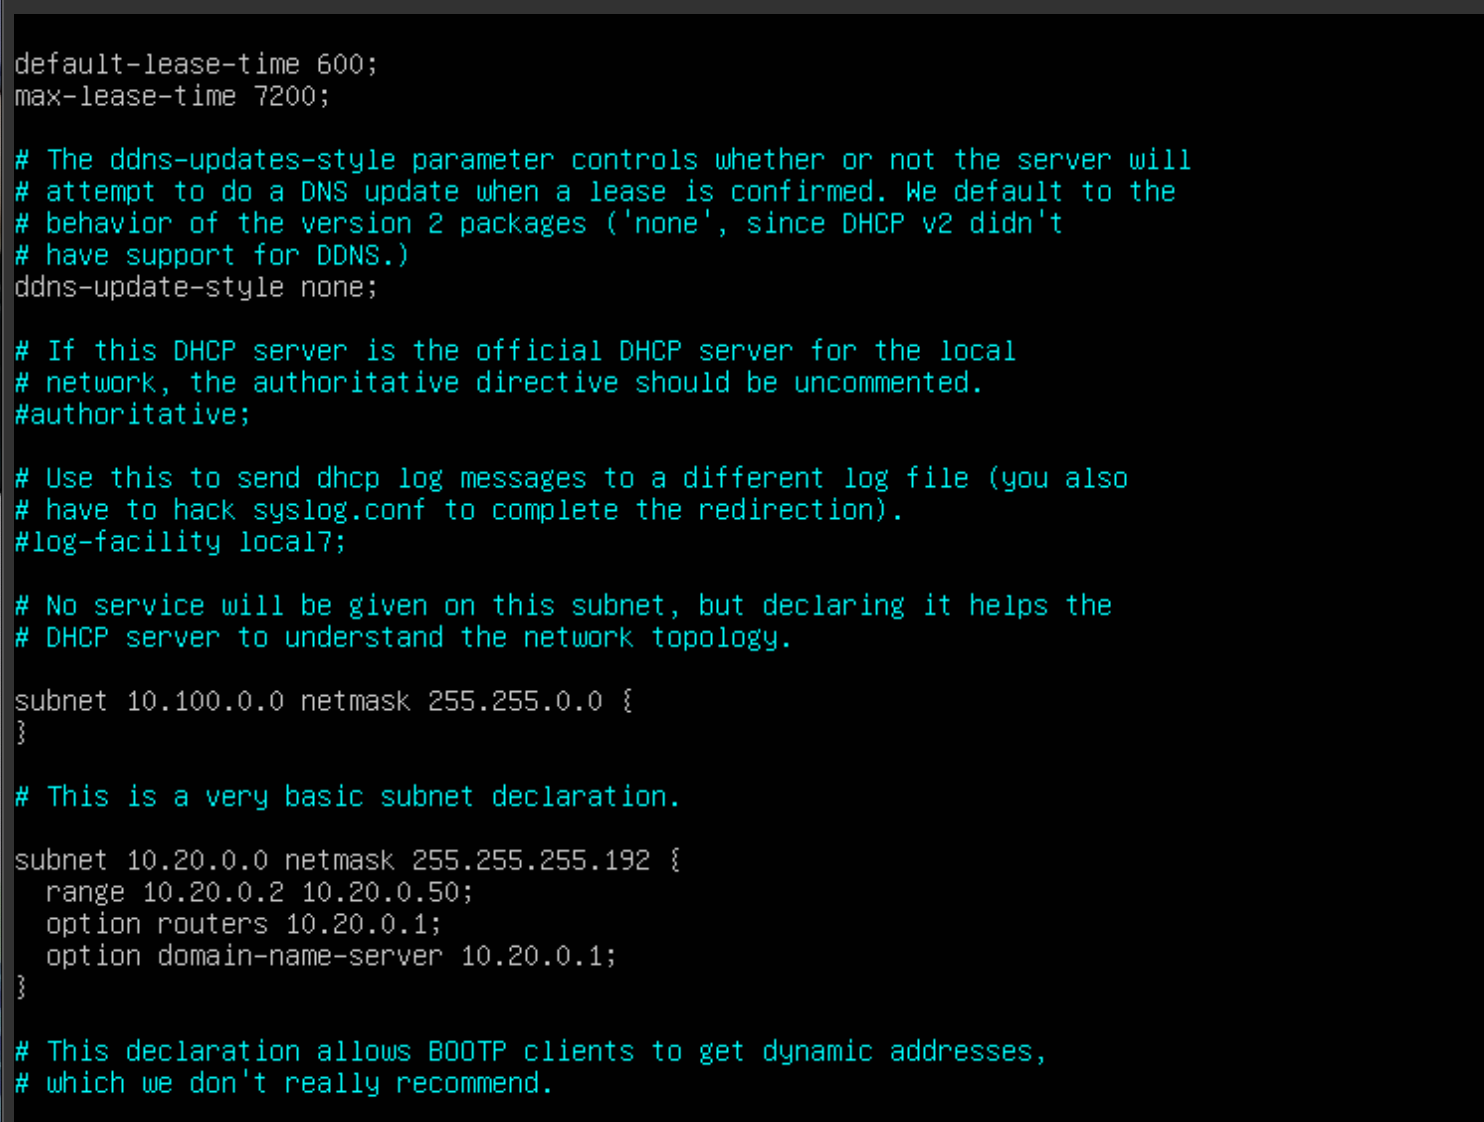 default-lease-time 600;
max-lease-time 7200;
# The ddns-updates-style parameter controls whether or not the server will
# attempt to do a DNS update when a lease is confirmed. We default to the
# behavior of the version 2 packages ('none', since DHCP v2 didn't
# have support for DDNS.)
ddns-update-style none;
# If this DHCP server is the official DHCP server for the local
# network, the authoritative directive should be uncommented.
#authoritative;
# Use this to send dhcp log messages to a different log file (you also
# have to hack syslog.conf to complete the redirection).
#log-facility local7;
# No service will be given on this subnet, but declaring it helps the
# DHCP server to understand the network topology.
subnet 10.100.0.0 netmask 255.255.0.0 {
}
# This is a very basic subnet declaration.
subnet 10.20.0.0 netmask 255.255.255.192 {
  range 10.20.0.2 10.20.0.50;
  option routers 10.20.0.1;
  option domain-name-server 10.20.0.1;
}
# This declaration allows BOOTP clients to get dynamic addresses,
# which we don't really recommend.